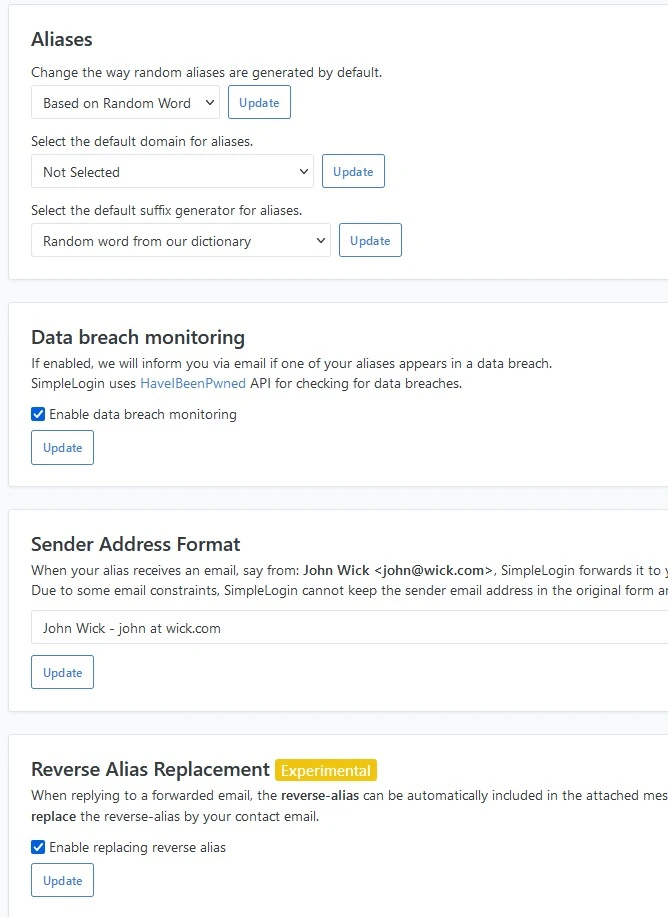 Aliases
Change the way random aliases are generated by default.
Based on Random Word Update
Select the default domain for aliases.
Not Selected Update
Select the default suffix generator for aliases.
Random word from our dictionary Update
Data breach monitoring
If enabled, we will inform you via email if one of your aliases appears in a data breach.
SimpleLogin uses HaveIBeenPwned API for checking for data breaches.
Enable data breach monitoring
Update
Sender Address Format
When your alias receives an email, say from: John Wick <john@wick.com>, SimpleLogin forwards it to
Due to some email constraints, SimpleLogin cannot keep the sender email address in the original form
John Wick - john at wick.com
Update
Reverse Alias Replacement Experimental
When replying to a forwarded email, the reverse-alias can be automatically included in the attached
replace the reverse-alias by your contact email.
Enable replacing reverse alias
Update